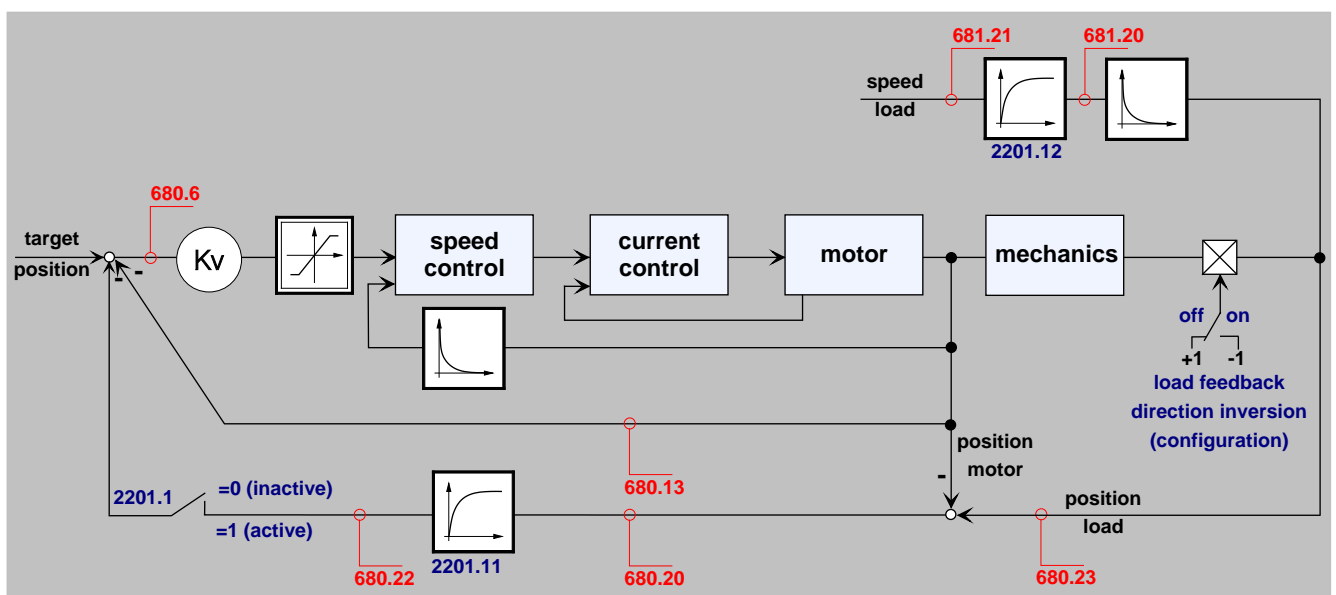 681.21
681.20
speed
load
2201.12
680.6
target
position
Kv
speed
control
current
control
motor
mechanics
-
-
off on
+1 -1
load feedback
direction inversion
(configuration)
position
motor
-
680.13
2201.1
=0 (inactive)
=1 (active)
position
load
680.22
2201.11
680.20
680.23